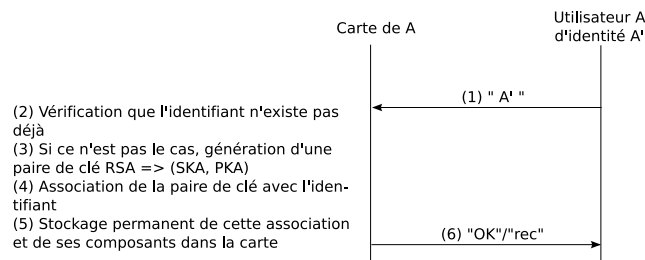 Carte de A
Utilisateur A
d'identité A'
(1) " A' "
(2) Vérification que l'identifiant n'existe pas
déjà
(3) Si ce n'est pas le cas, génération d'une
paire de clé RSA => (SKA, PKA)
(4) Association de la paire de clé avec l'iden-
tifiant
(5) Stockage permanent de cette association
et de ses composants dans la carte
(6) "OK"/"rec"